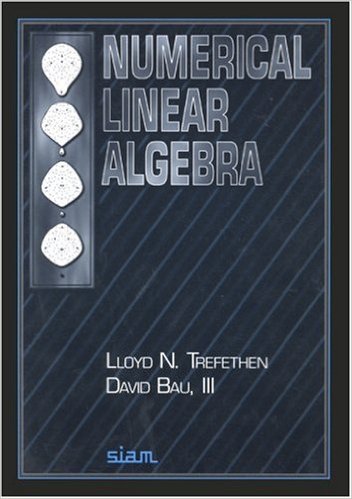 NUMERICAL
LINEAR
ALGEBRA
LLOYD N. TREFETHEN
DAVID BAU, III
siam